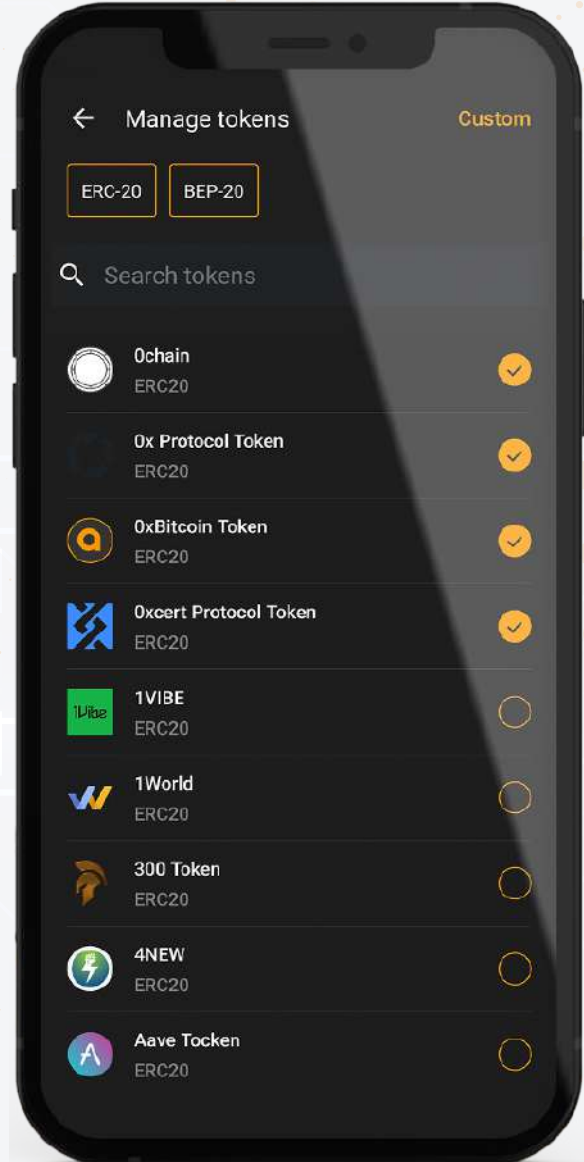 Manage tokens
Custom
ERC-20
BEP-20
Search tokens
0chain
ERC20
0x Protocol Token
ERC20
0xBitcoin Token
ERC20
0xcert Protocol Token
ERC20
1Vibe
1VIBE
ERC20
1World
ERC20
300 Token
ERC20
4NEW
ERC20
Aave Tocken
ERC20